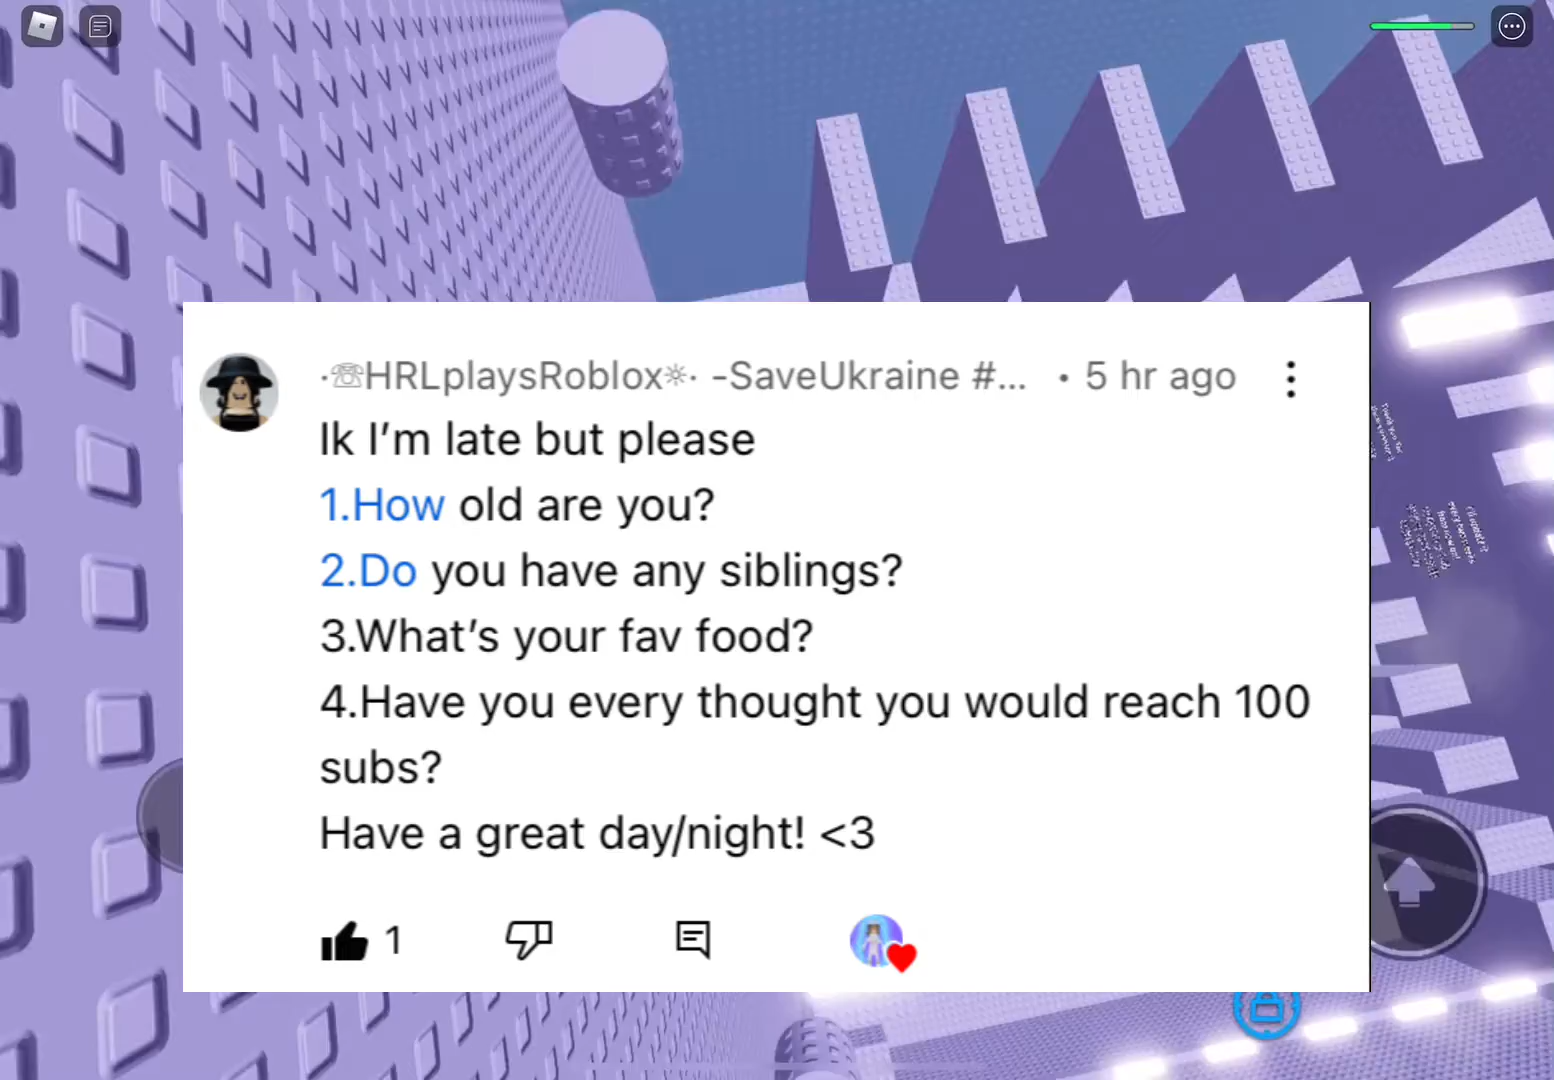 ·☏HRLplaysRoblox☼· -SaveUkraine #... • 5 hr ago
Ik I'm late but please
1.How old are you?
2.Do you have any siblings?
3.What's your fav food?
4.Have you every thought you would reach 100
subs?
Have a great day/night! <3
1